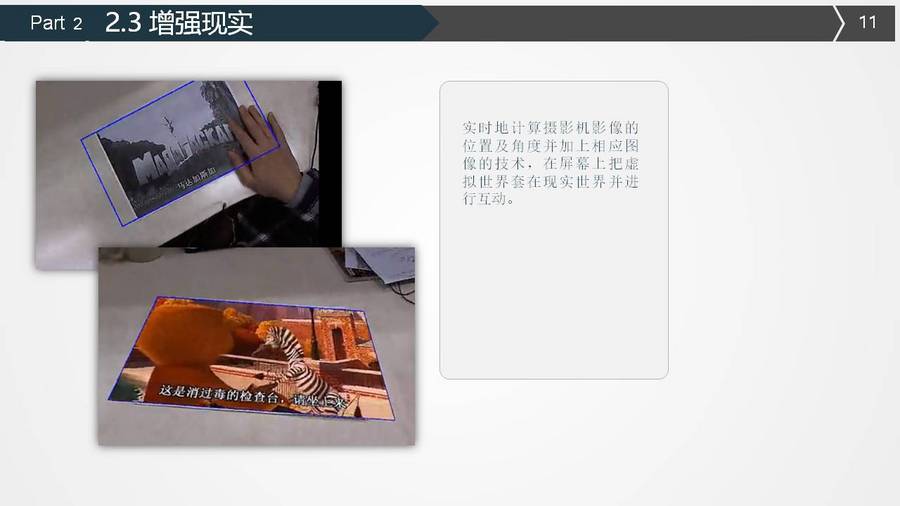 Part 2
2.3 增强现实
11
马达加斯加
实时地计算摄影机影像的
位置及角度并加上相应图
像的技术，在屏幕上把虚
拟世界套在现实世界并进
行互动。
这是消过毒的检查台，请坐上来